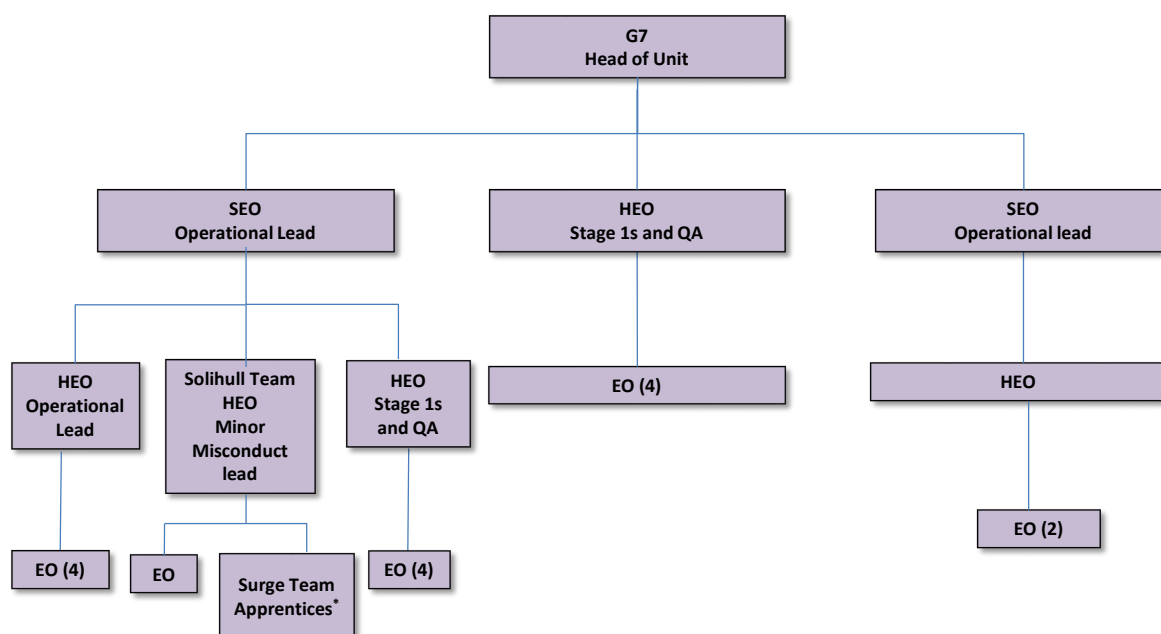 G7
Head of Unit
SEO
Operational Lead
HEO
Stage 1s and QA
SEO
Operational lead
HEO
Operational
Lead
Solihull Team
HEO
Minor
Misconduct
lead
HEO
Stage 1s
and QA
EO (4)
HEO
EO (4)
EO
Surge Team
Apprentices*
EO (4)
EO (2)